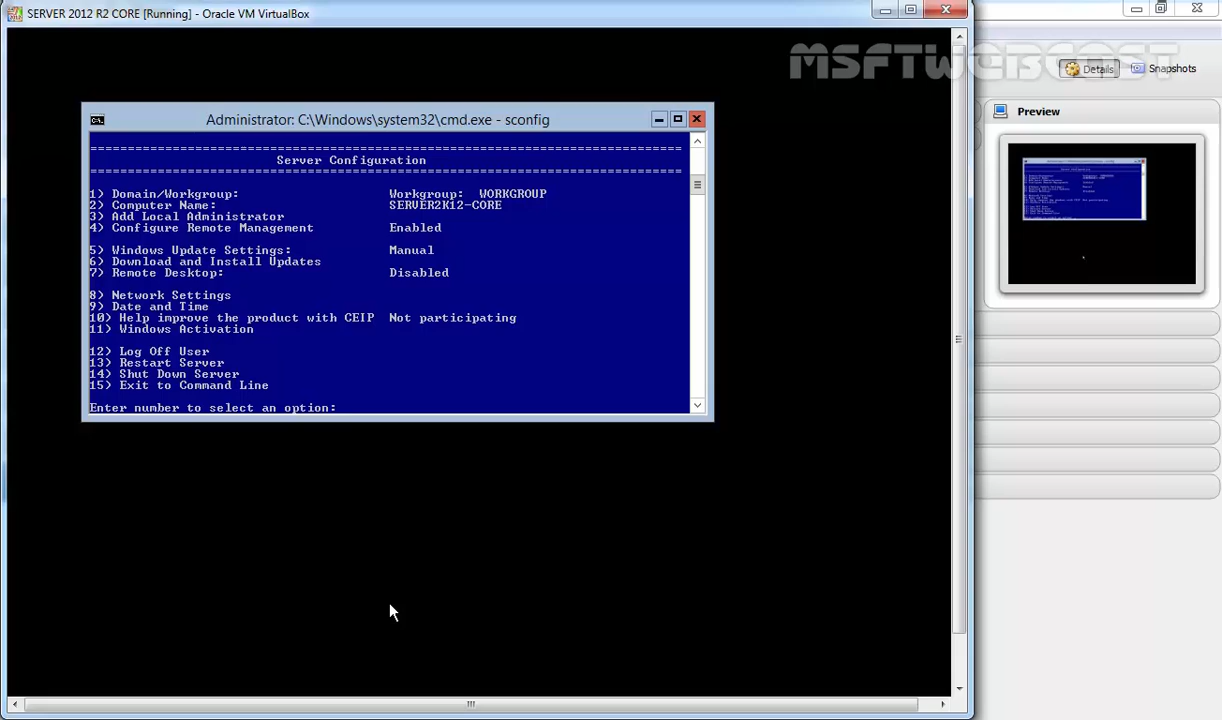 SERVER 2012 R2 CORE [Running] - Oracle VM VirtualBox
MSFTWEBCAST
Details
Snapshots
Preview
Administrator: C:\Windows\system32\cmd.exe - sconfig
===============================================================================
Server Configuration
===============================================================================
1) Domain/Workgroup: Workgroup: WORKGROUP
2) Computer Name: SERVER2K12-CORE
3) Add Local Administrator
4) Configure Remote Management Enabled
5) Windows Update Settings: Manual
6) Download and Install Updates
7) Remote Desktop: Disabled
8) Network Settings
9) Date and Time
10) Help improve the product with CEIP Not participating
11) Windows Activation
12) Log Off User
13) Restart Server
14) Shut Down Server
15) Exit to Command Line
Enter number to select an option: